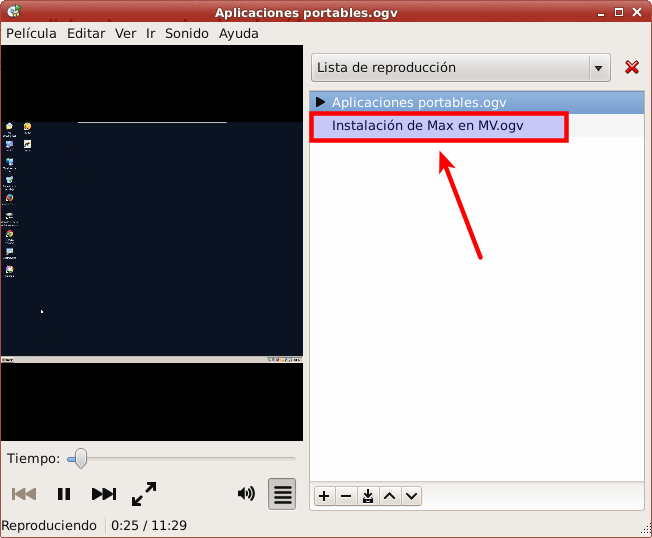 Aplicaciones portables.ogv
Película Editar Ver Ir Sonido Ayuda
Lista de reproducción
Aplicaciones portables.ogv
Instalación de Max en MV.ogv
Tiempo:
Reproduciendo 0:25 / 11:29